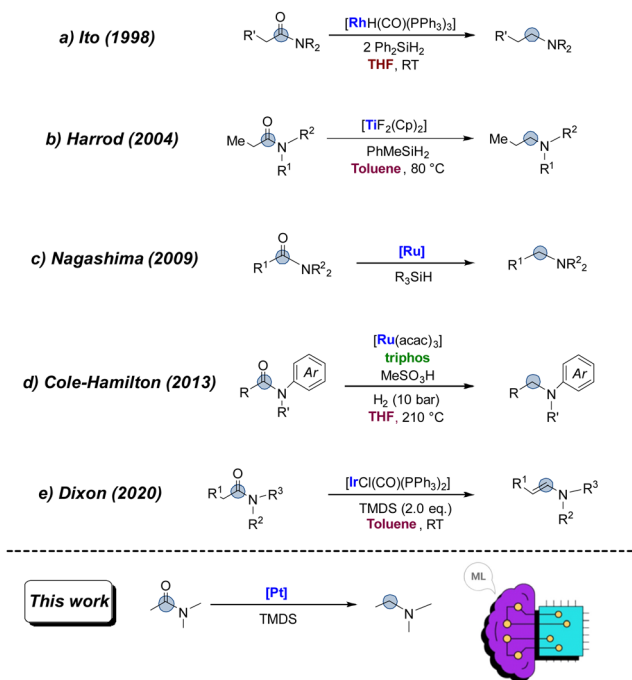 a) Ito (1998)
O
R'
NR2
[RhH(CO)(PPh3)3]
2 Ph2SiH2
THF, RT
R'
NR2
b) Harrod (2004)
O
Me
N
R2
R1
[TiF2(Cp)2]
PhMeSiH2
Toluene, 80 °C
Me
N
R2
R1
c) Nagashima (2009)
O
R1
NR22
[Ru]
R3SiH
R1
NR22
d) Cole-Hamilton (2013)
O
R
N
R'
Ar
[Ru(acac)3]
triphos
MeSO3H
H2 (10 bar)
THF, 210 °C
R
N
R'
Ar
e) Dixon (2020)
O
R1
N
R3
R2
[IrCl(CO)(PPh3)2]
TMDS (2.0 eq.)
Toluene, RT
R1
N
R3
R2
This work
O
N
[Pt]
TMDS
N
ML